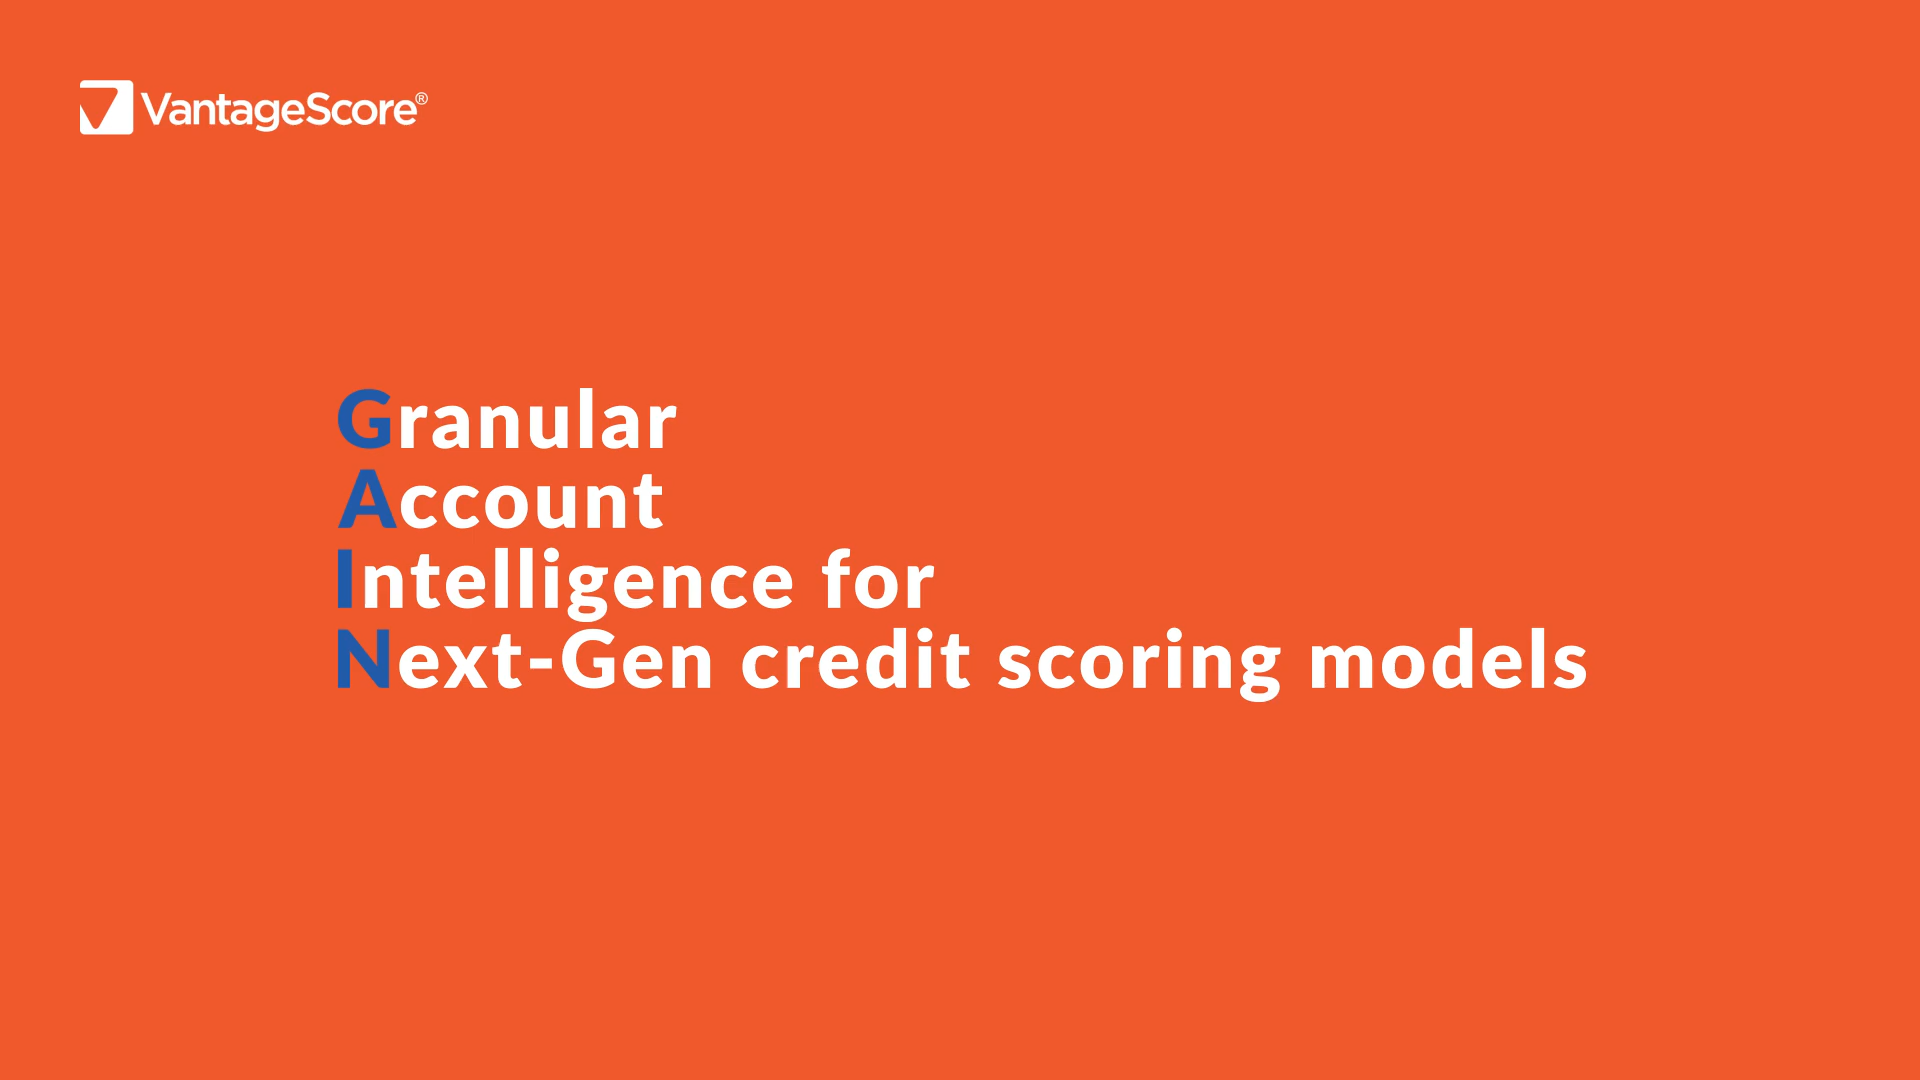 VantageScore®
Granular
Account
Intelligence for
Next-Gen credit scoring models